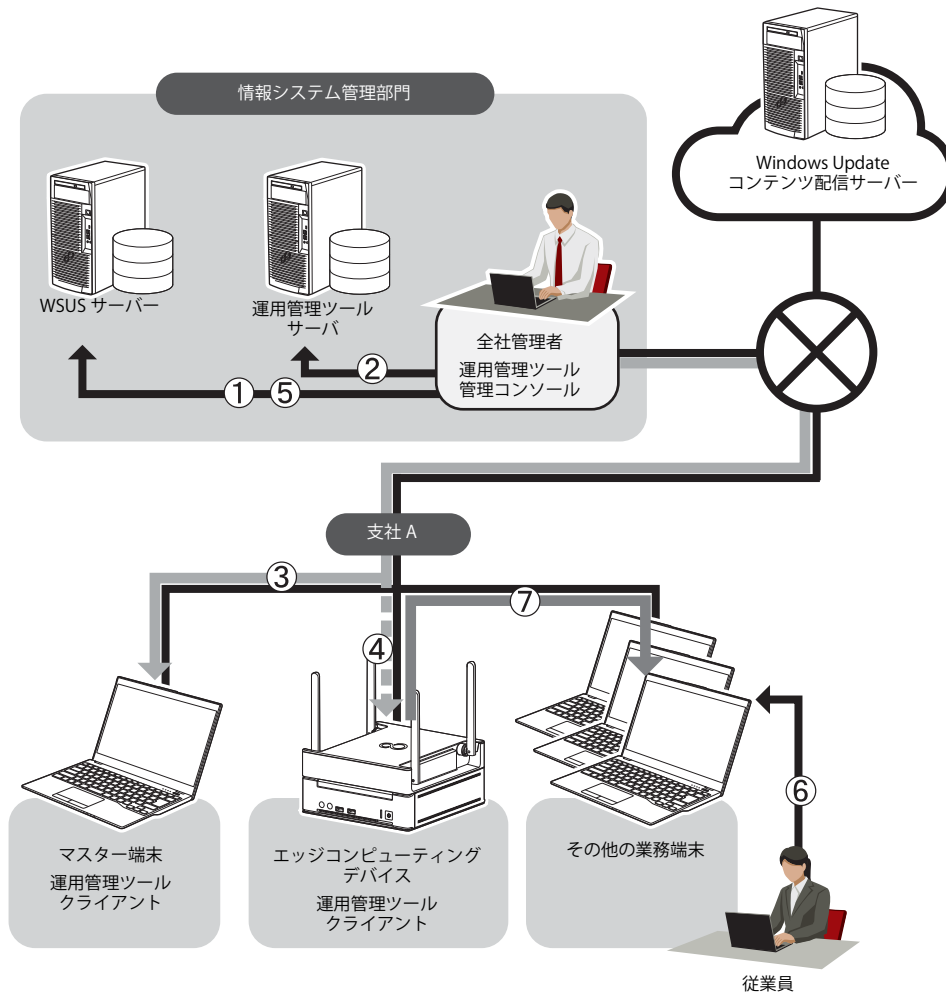 情報システム管理部門
Windows Update
コンテンツ配信サーバー
WSUS サーバー
運用管理ツール
サーバ
全社管理者
運用管理ツール
管理コンソール
②
① ⑤
支社 A
③
⑦
④
⑥
マスター端末
運用管理ツール
クライアント
エッジコンピューティング
デバイス
運用管理ツール
クライアント
その他の業務端末
従業員